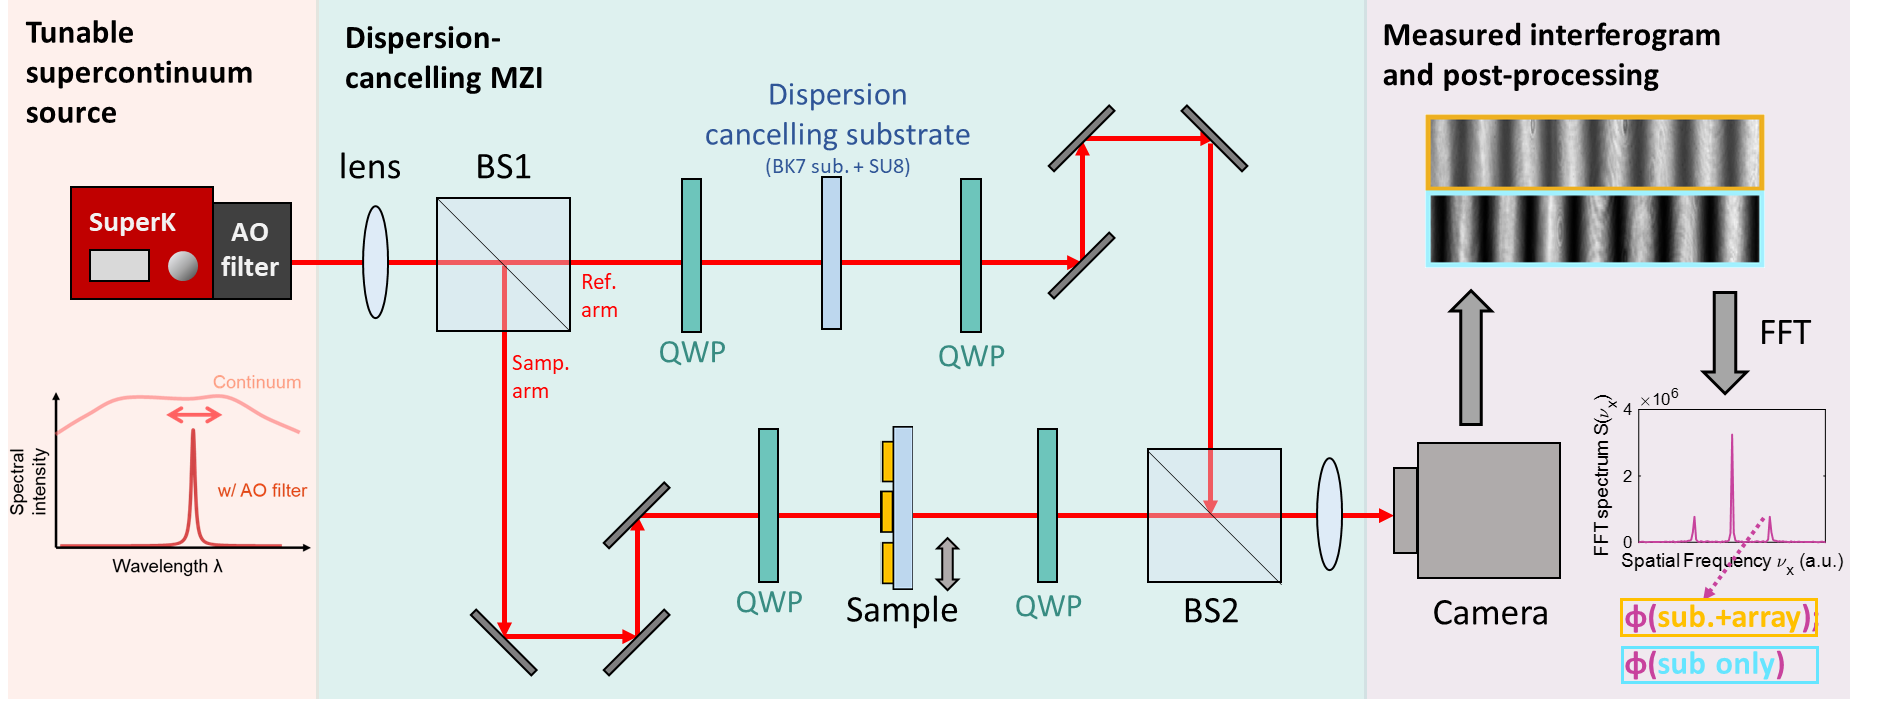 Tunable
supercontinuum
source
SuperK
AO
filter
Continuum
w/ AO filter
Spectral
intensity
Wavelength λ
Dispersion-
cancelling MZI
lens
BS1
Ref.
arm
Samp.
arm
Dispersion
cancelling substrate
(BK7 sub. + SU8)
QWP
QWP
QWP
Sample
QWP
BS2
Measured interferogram
and post-processing
FFT
Camera
×10⁶
4
2
0
FFT spectrum S(νₓ)
Spatial Frequency νₓ (a.u.)
ϕ(sub.+array);
ϕ(sub only)